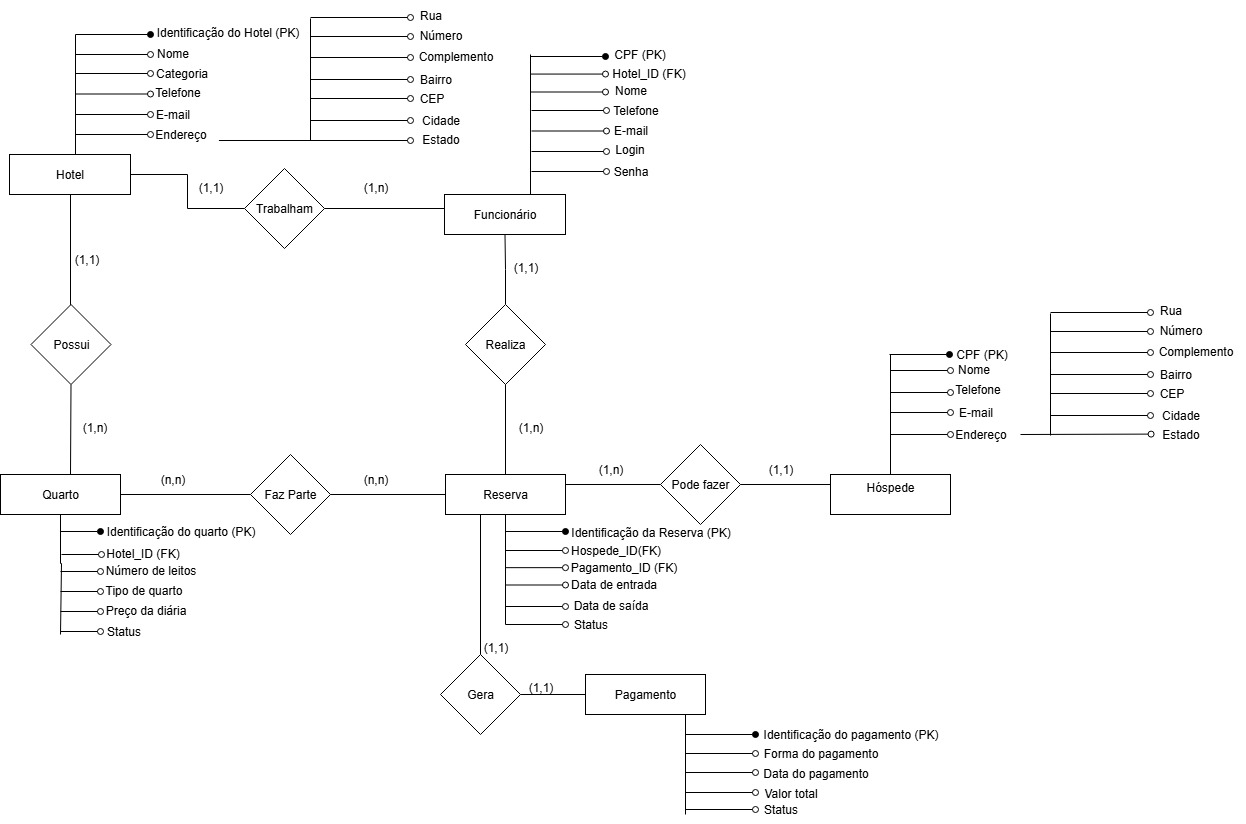 Identificação do Hotel (PK)
Nome
Categoria
Telefone
E-mail
Endereço
Rua
Número
Complemento
Bairro
CEP
Cidade
Estado
CPF (PK)
Hotel_ID (FK)
Nome
Telefone
E-mail
Login
Senha
Hotel
(1,1)
Trabalham
(1,n)
Funcionário
(1,1)
Possui
(1,n)
(1,1)
Realiza
(1,n)
CPF (PK)
Nome
Telefone
E-mail
Endereço
Rua
Número
Complemento
Bairro
CEP
Cidade
Estado
Quarto
(n,n)
Faz Parte
(n,n)
Reserva
(1,n)
Pode fazer
(1,1)
Hóspede
Identificação do quarto (PK)
Hotel_ID (FK)
Número de leitos
Tipo de quarto
Preço da diária
Status
Identificação da Reserva (PK)
Hospede_ID(FK)
Pagamento_ID (FK)
Data de entrada
Data de saída
Status
(1,1)
Gera
(1,1)
Pagamento
Identificação do pagamento (PK)
Forma do pagamento
Data do pagamento
Valor total
Status